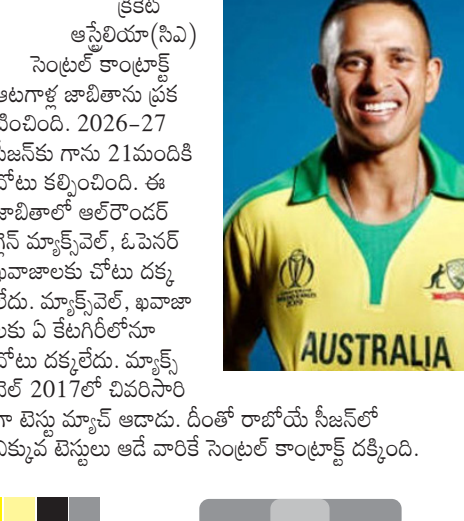 క్రికెట్
ఆస్ట్రేలియా(సిఎ)
సెంట్రల్ కాంట్రాక్ట్
ఆటగాళ్ల జాబితాను ప్రక
టించింది. 2026-27
సీజన్‌కు గాను 21మందికి
చోటు కల్పించింది. ఈ
జాబితాలో ఆల్‌రౌండర్
గ్లెన్ మ్యాక్స్‌వెల్, ఓపెనర్
ఖవాజాలకు చోటు దక్క
లేదు. మ్యాక్స్‌వెల్, ఖవాజా
లకు ఏ కేటగిరీలోనూ
చోటు దక్కలేదు. మ్యాక్స్
వెల్ 2017లో చివరిసారి
గా టెస్టు మ్యాచ్ ఆడాడు. దీంతో రాబోయే సీజన్‌లో
ఎక్కువ టెస్టులు ఆడే వారికే సెంట్రల్ కాంట్రాక్ట్ దక్కింది.
AUSTRALIA